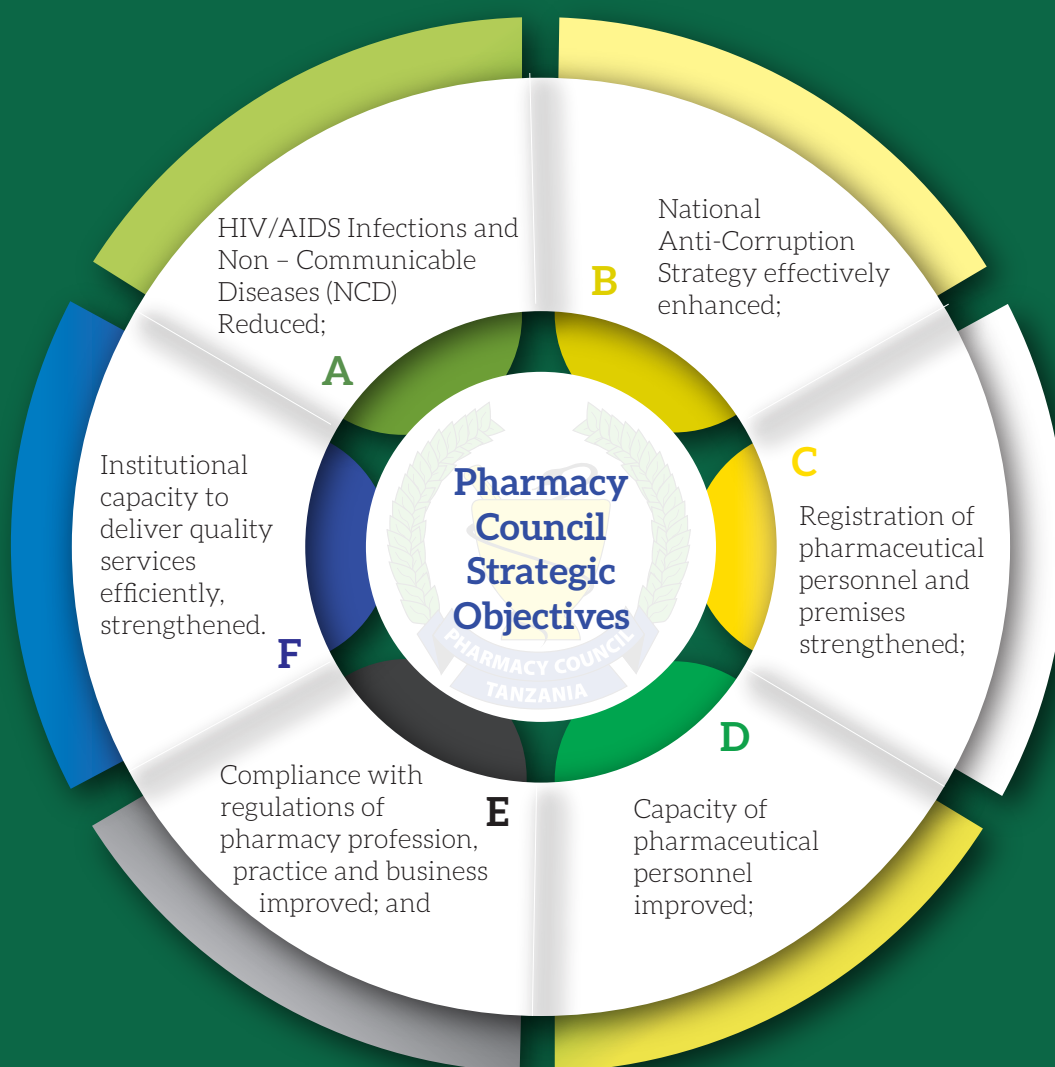 HIV/AIDS Infections and
Non – Communicable
Diseases (NCD)
Reduced;
A
B
National
Anti-Corruption
Strategy effectively
enhanced;
C
Registration of
pharmaceutical
personnel and
premises
strengthened;
D
Capacity of
pharmaceutical
personnel
improved;
E
Compliance with
regulations of
pharmacy profession,
practice and business
improved; and
F
Institutional
capacity to
deliver quality
services
efficiently,
strengthened.
Pharmacy
Council
Strategic
Objectives
PHARMACY COUNCIL
TANZANIA